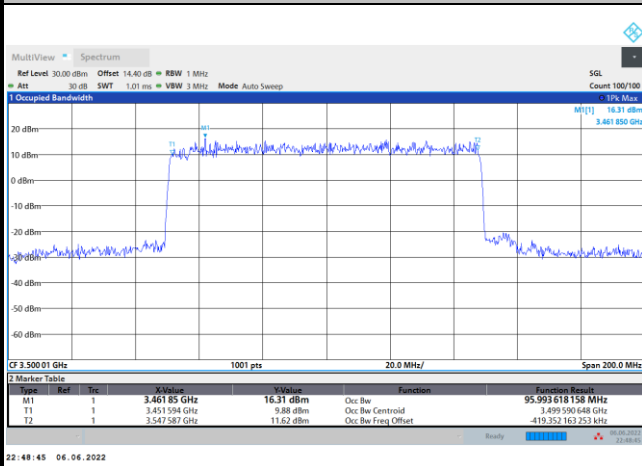 MultiView Spectrum
Ref Level 30.00 dBm Offset 14.40 dB RBW 1 MHz SGL
Att 30 dB SWT 1.01 ms VBW 3 MHz Mode Auto Sweep Count 100/100
1 Occupied Bandwidth 1Pk Max
M1[1] 16.31 dBm
3.461 850 GHz
20 dBm
M1
T1
T2
10 dBm
0 dBm
-10 dBm
-20 dBm
-30 dBm
-40 dBm
-50 dBm
-60 dBm
CF 3.500 01 GHz 1001 pts 20.0 MHz/ Span 200.0 MHz
2 Marker Table
Type Ref Trc X-Value Y-Value Function Function Result
M1 1 3.461 85 GHz 16.31 dBm Occ Bw 95.993 618 158 MHz
T1 1 3.451 594 GHz 9.88 dBm Occ Bw Centroid 3.499 590 648 GHz
T2 1 3.547 587 GHz 11.62 dBm Occ Bw Freq Offset -419.352 163 253 kHz
Ready 06.06.2022
22:48:45
22:48:45 06.06.2022